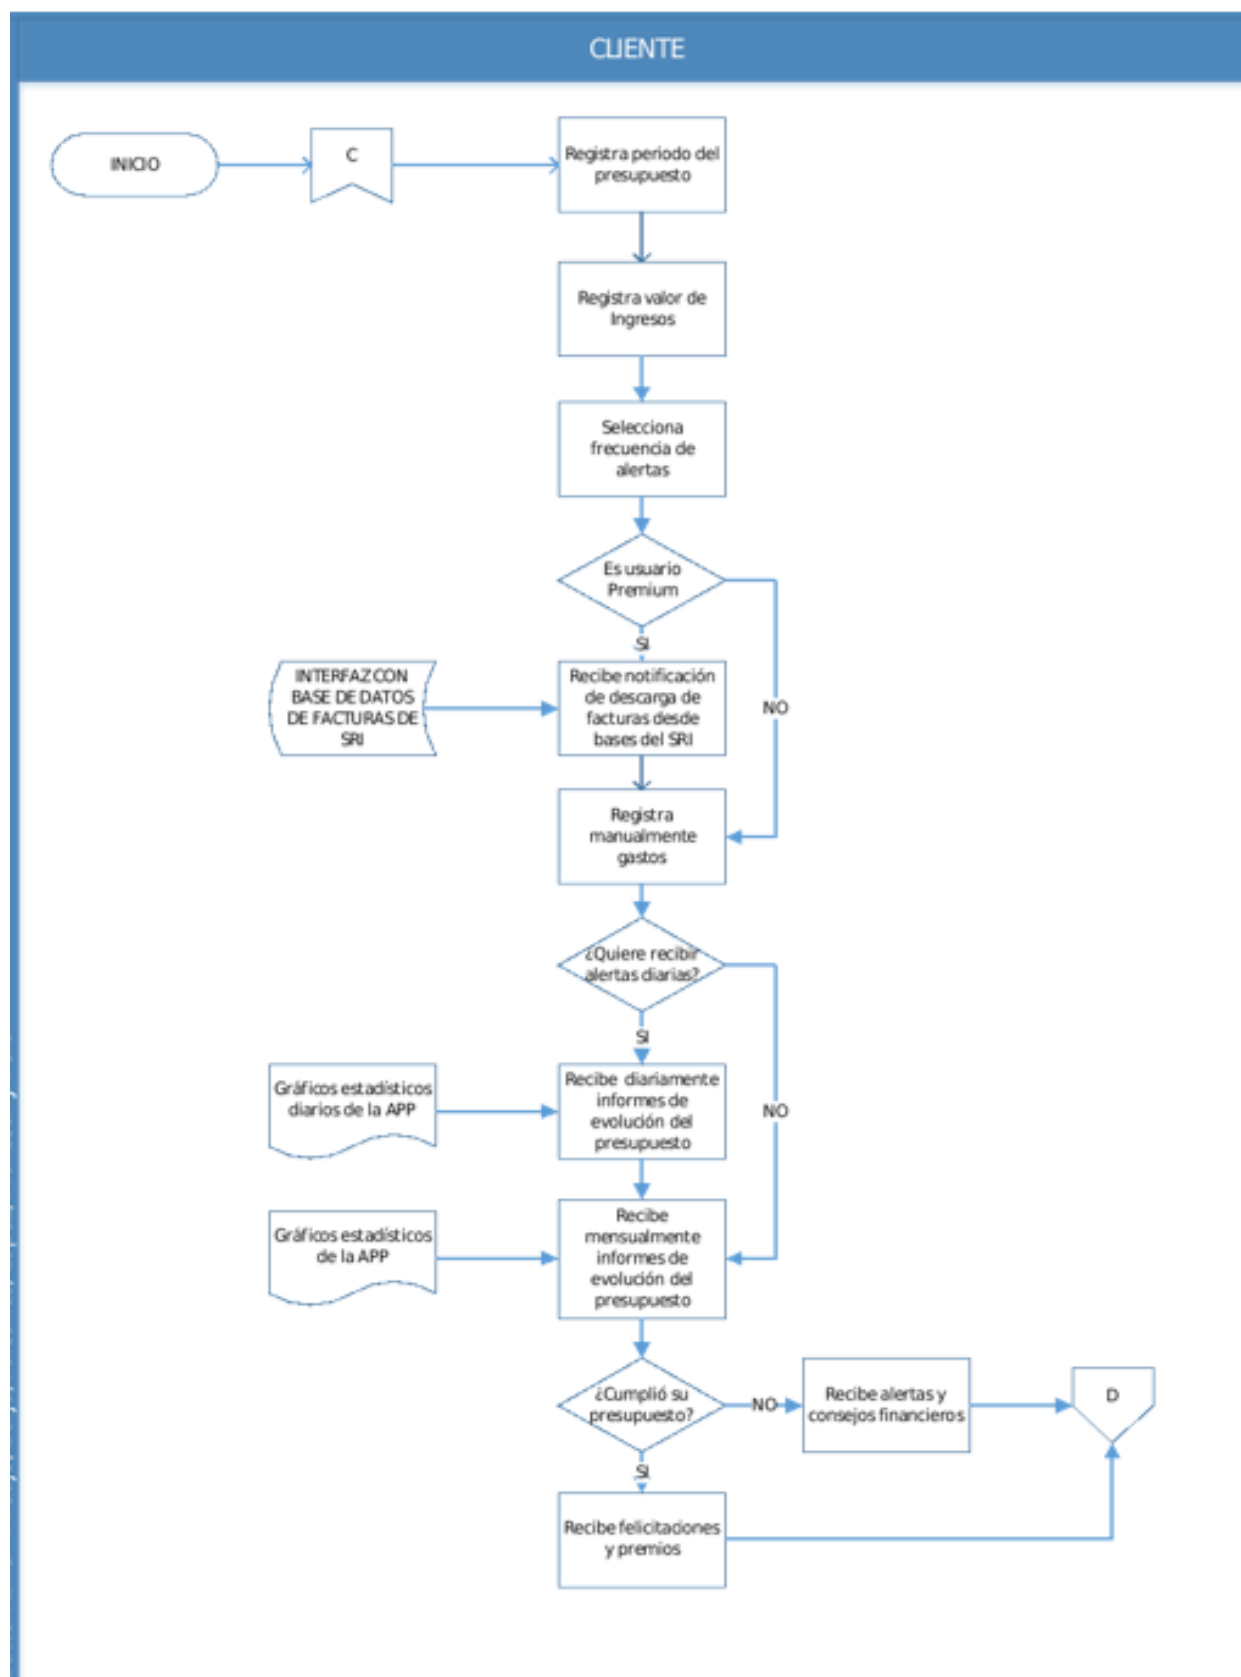 CLIENTE
INICIO
C
Registra periodo del
presupuesto
Registra valor de
Ingresos
Selecciona
frecuencia de
alertas
Es usuario
Premium
SI
NO
INTERFAZ CON
BASE DE DATOS
DE FACTURAS DE
SRI
Recibe notificación
de descarga de
facturas desde
bases del SRI
Registra
manualmente
gastos
¿Quiere recibir
alertas diarias?
SI
NO
Gráficos estadísticos
diarios de la APP
Recibe diariamente
informes de
evolución del
presupuesto
Gráficos estadísticos
de la APP
Recibe
mensualmente
informes de
evolución del
presupuesto
¿Cumplió su
presupuesto?
NO
Recibe alertas y
consejos financieros
D
SI
Recibe felicitaciones
y premios